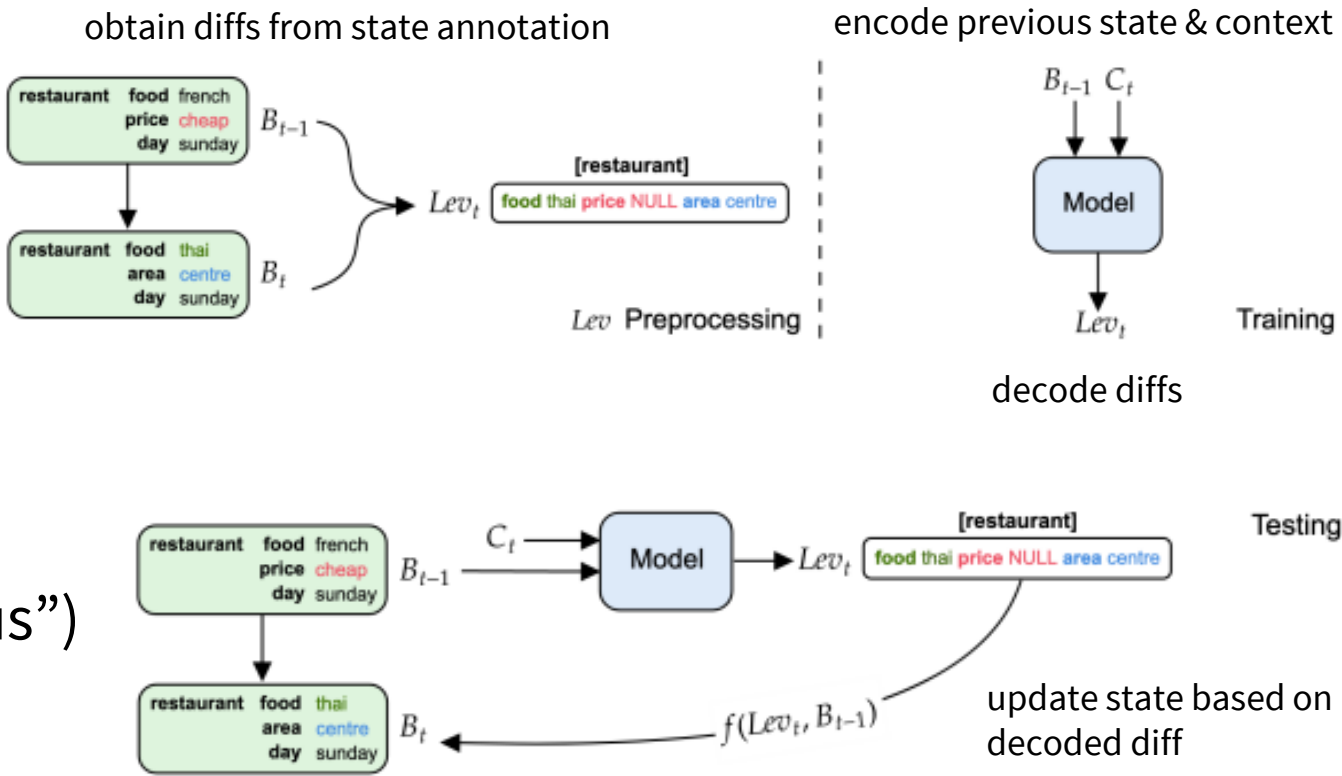 obtain diffs from state annotation
encode previous state & context
restaurant food french
price cheap
day sunday
B_{t-1}
restaurant food thai
area centre
day sunday
B_t
Lev_t
[restaurant]
food thai price NULL area centre
Lev Preprocessing
B_{t-1} C_t
Model
Lev_t
Training
decode diffs
restaurant food french
price cheap
day sunday
B_{t-1}
C_t
Model
Lev_t
[restaurant]
food thai price NULL area centre
Testing
”)
restaurant food thai
area centre
day sunday
B_t
f(Lev_t, B_{t-1})
update state based on
decoded diff